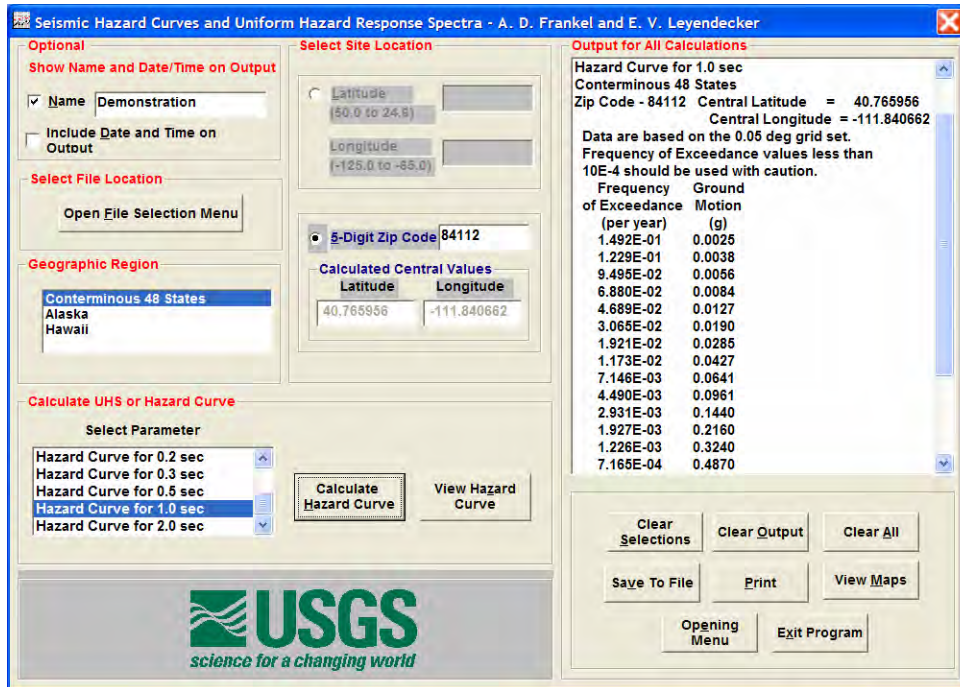 Seismic Hazard Curves and Uniform Hazard Response Spectra - A. D. Frankel and E. V. Leyendecker
Optional
Show Name and Date/Time on Output
Name Demonstration
Include Date and Time on
Output
Select File Location
Open File Selection Menu
Geographic Region
Conterminous 48 States
Alaska
Hawaii
Select Site Location
Latitude
(50.0 to 24.6)
Longitude
(-125.0 to -65.0)
5-Digit Zip Code 84112
Calculated Central Values
Latitude Longitude
40.765956 -111.840662
Calculate UHS or Hazard Curve
Select Parameter
Hazard Curve for 0.2 sec
Hazard Curve for 0.3 sec
Hazard Curve for 0.5 sec
Hazard Curve for 1.0 sec
Hazard Curve for 2.0 sec
Calculate
Hazard Curve
View Hazard
Curve
USGS
science for a changing world
Output for All Calculations
Hazard Curve for 1.0 sec
Conterminous 48 States
Zip Code - 84112 Central Latitude = 40.765956
Central Longitude = -111.840662
Data are based on the 0.05 deg grid set.
Frequency of Exceedance values less than
10E-4 should be used with caution.
Frequency Ground
of Exceedance Motion
(per year) (g)
1.492E-01 0.0025
1.229E-01 0.0038
9.495E-02 0.0056
6.880E-02 0.0084
4.689E-02 0.0127
3.065E-02 0.0190
1.921E-02 0.0285
1.173E-02 0.0427
7.146E-03 0.0641
4.490E-03 0.0961
2.931E-03 0.1440
1.927E-03 0.2160
1.226E-03 0.3240
7.165E-04 0.4870
Clear
Selections
Clear Output
Clear All
Save To File
Print
View Maps
Opening
Menu
Exit Program